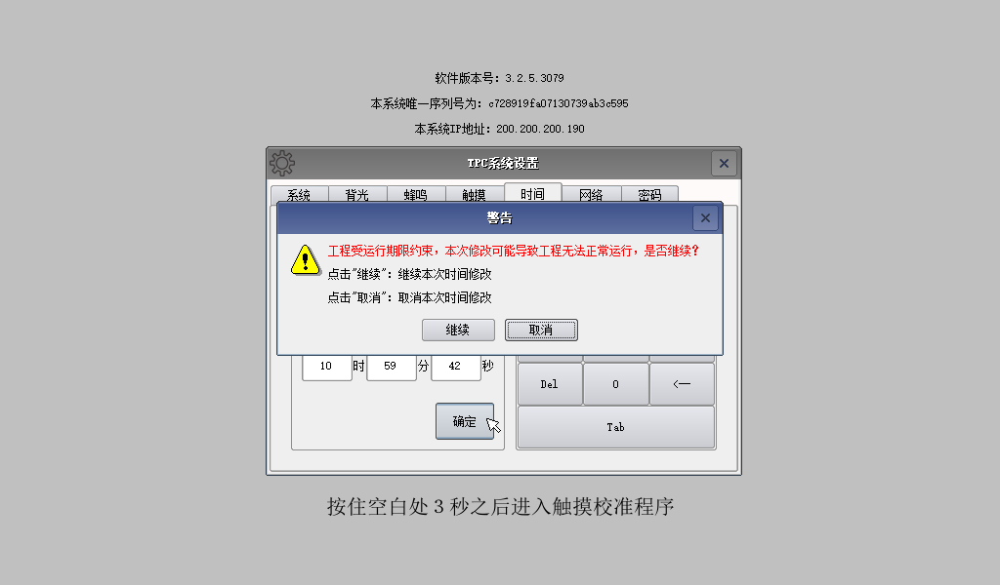 软件版本号：3.2.5.3079
本系统唯一序列号为：c728919fa07130739ab3c595
本系统IP地址：200.200.200.190
TPC系统设置
系统 背光 蜂鸣 触摸 时间 网络 密码
警告
工程受运行期限约束，本次修改可能导致工程无法正常运行，是否继续？
点击"继续"：继续本次时间修改
点击"取消"：取消本次时间修改
继续 取消
10 时 59 分 42 秒
Del 0 <—
确定
Tab
按住空白处 3 秒之后进入触摸校准程序